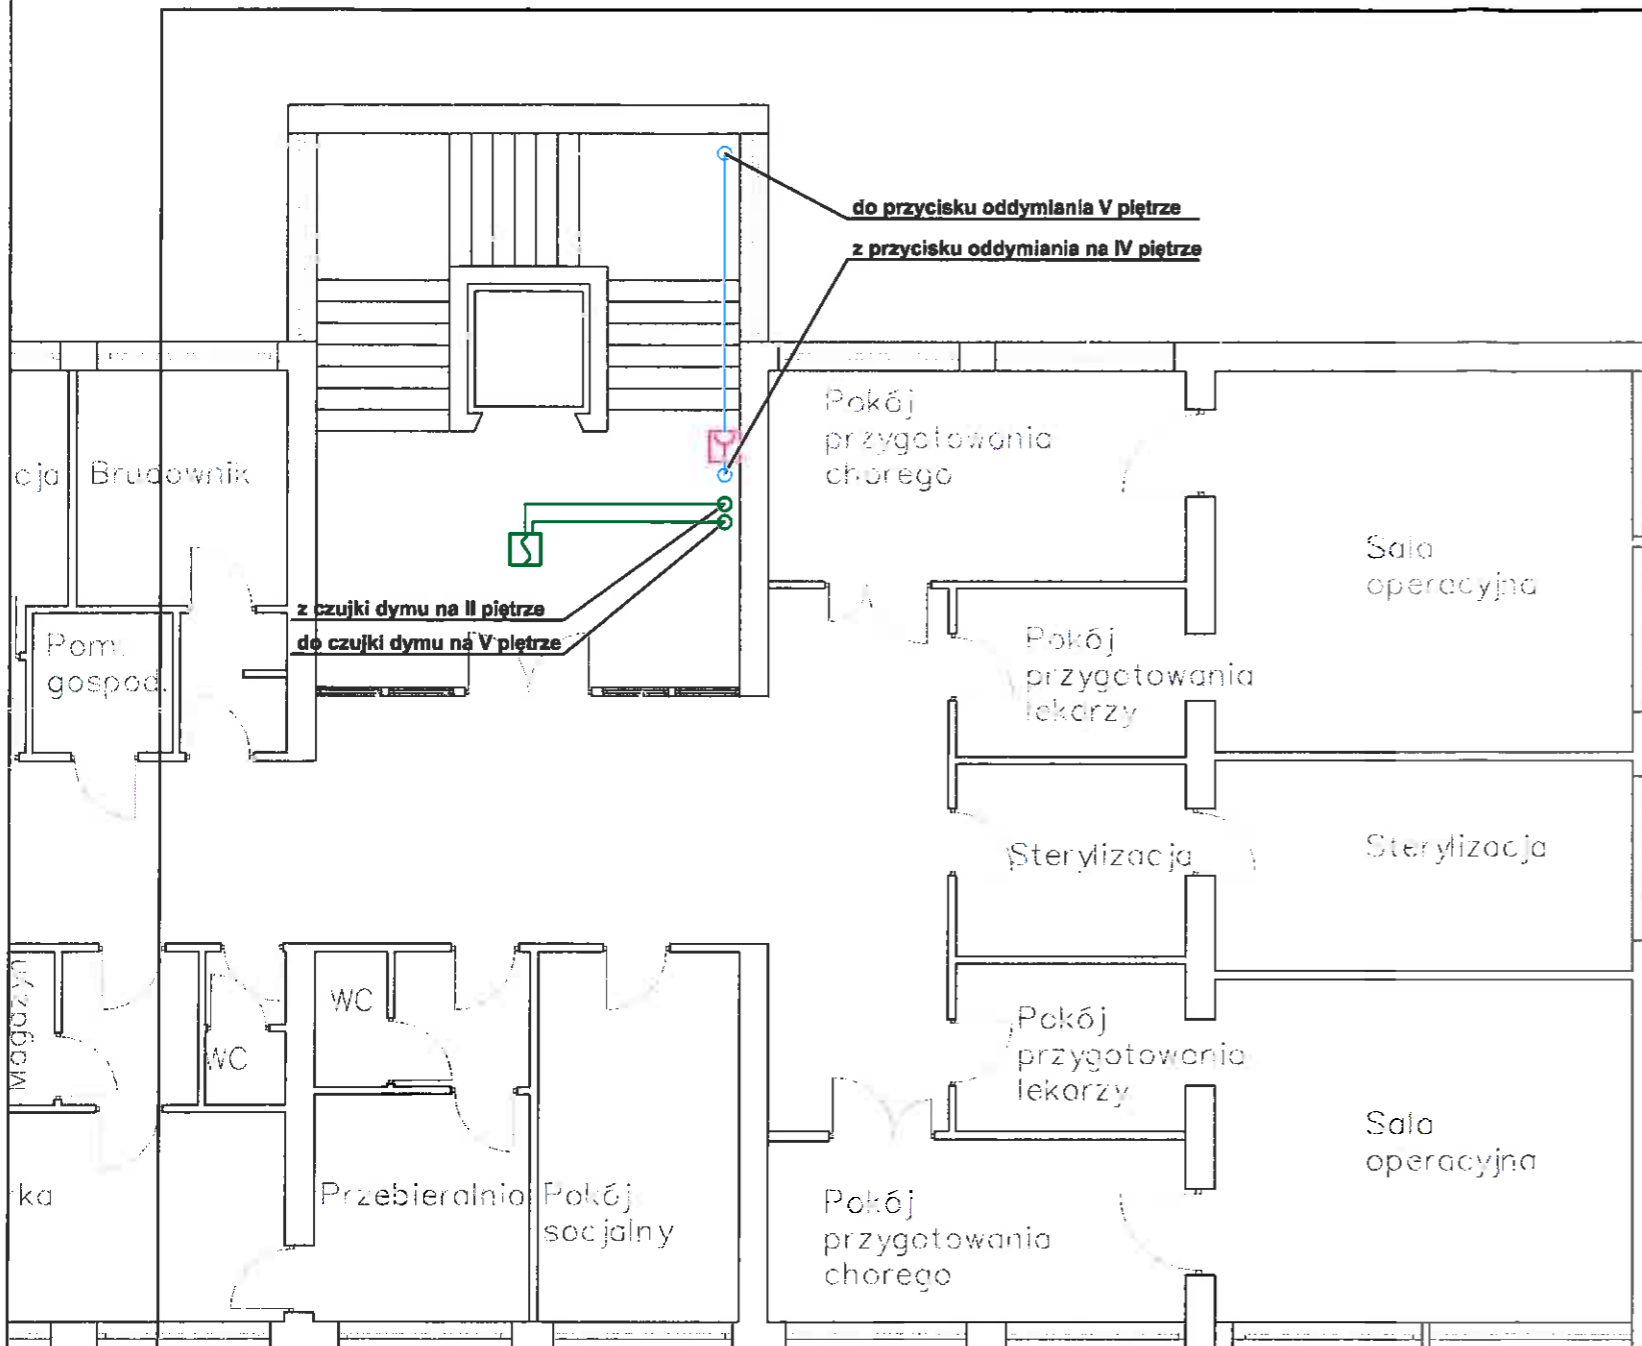 do przycisku oddymiania V piętrze
z przycisku oddymiania na IV piętrze
Pokój
przygotowania
chorego
cja
Brudownik
Sala
operacyjna
z czujki dymu na II piętrze
do czujki dymu na V piętrze
Pom.
gospod.
Pokój
przygotowania
lekarzy
Sterylizacja
Sterylizacja
Magazyn
WC
WC
Pokój
przygotowania
lekarzy
Sala
operacyjna
rka
Przebieralnia
Pokój
socjalny
Pokój
przygotowania
chorego